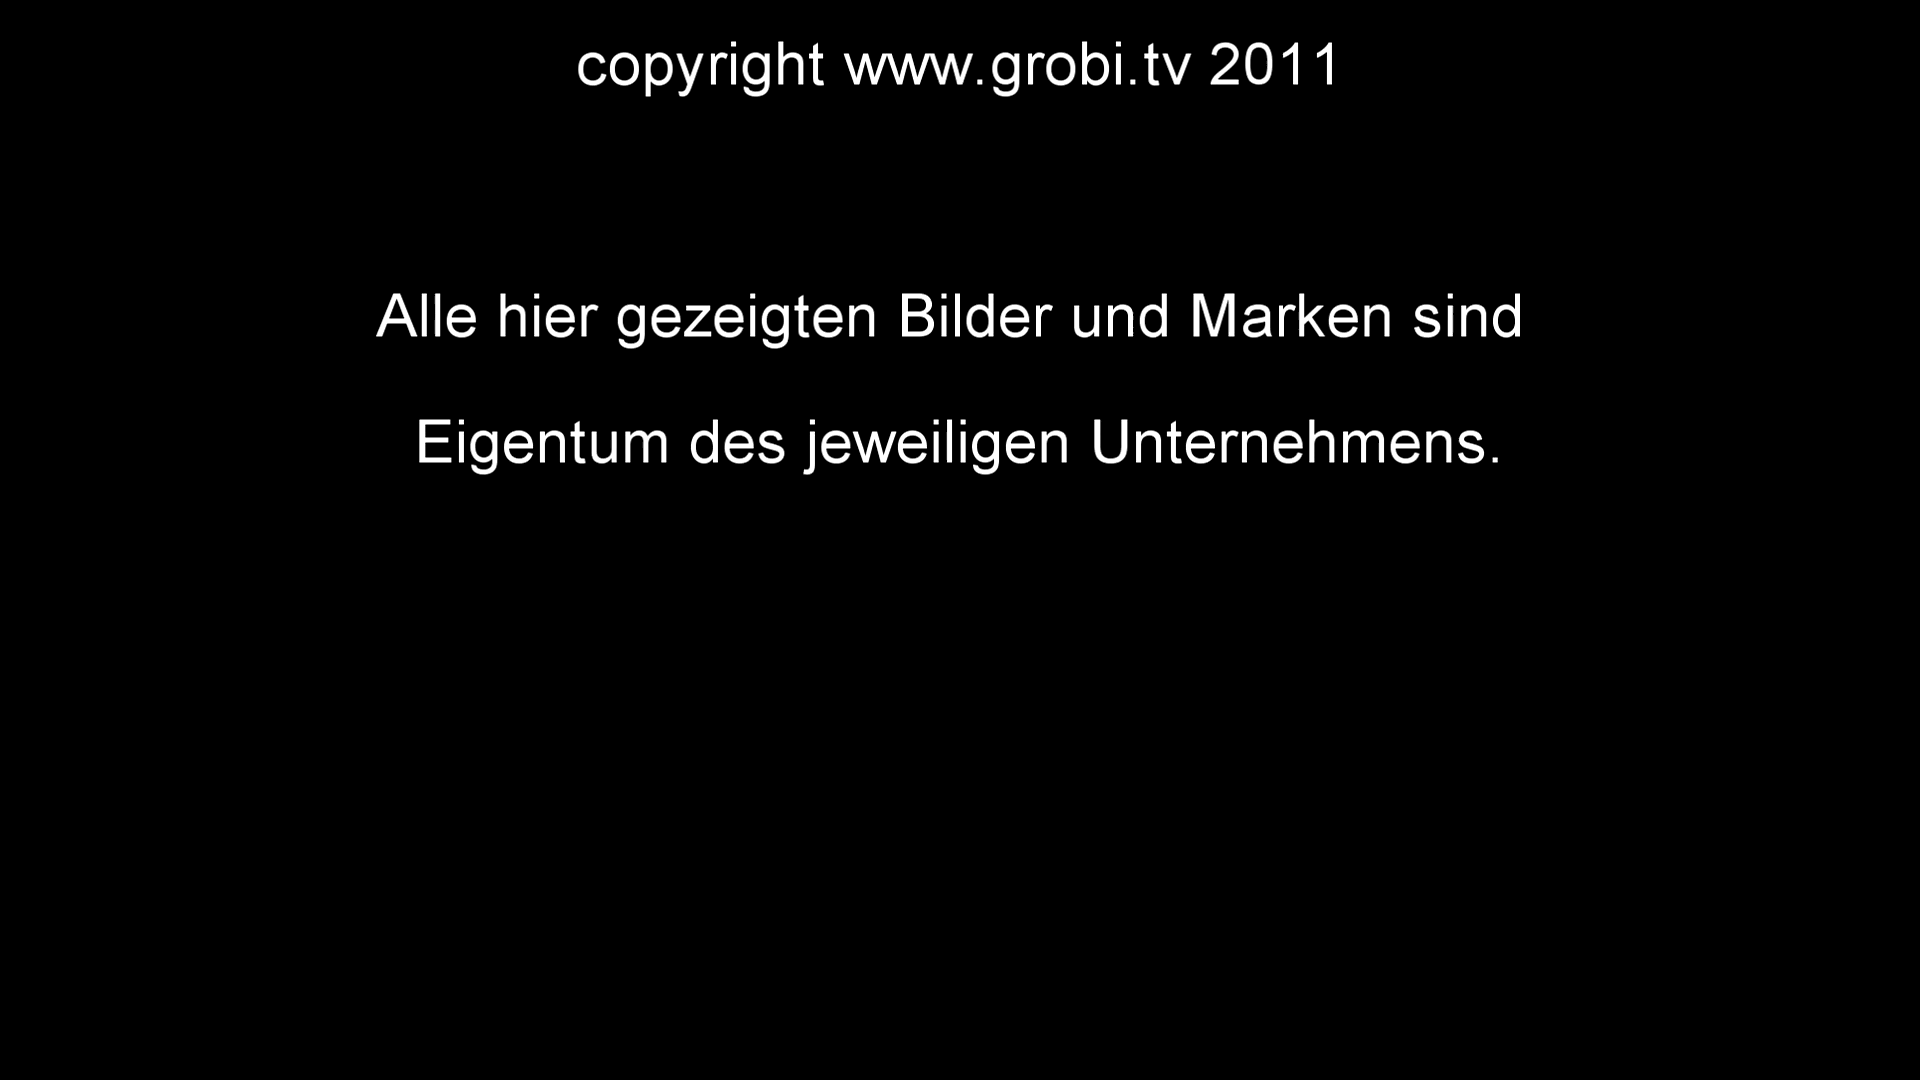 copyright www.grobi.tv 2011
Alle hier gezeigten Bilder und Marken sind
Eigentum des jeweiligen Unternehmens.